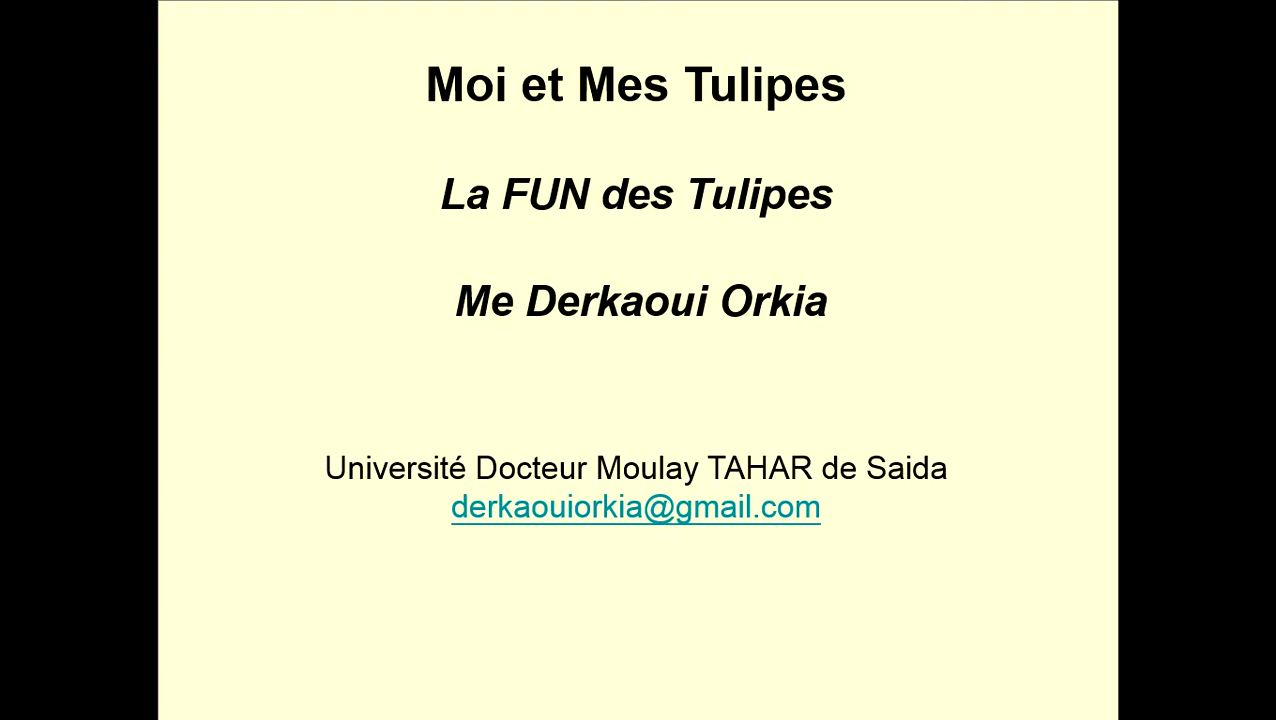 Moi et Mes Tulipes
La FUN des Tulipes
Me Derkaoui Orkia
Université Docteur Moulay TAHAR de Saida
derkaouiorkia@gmail.com